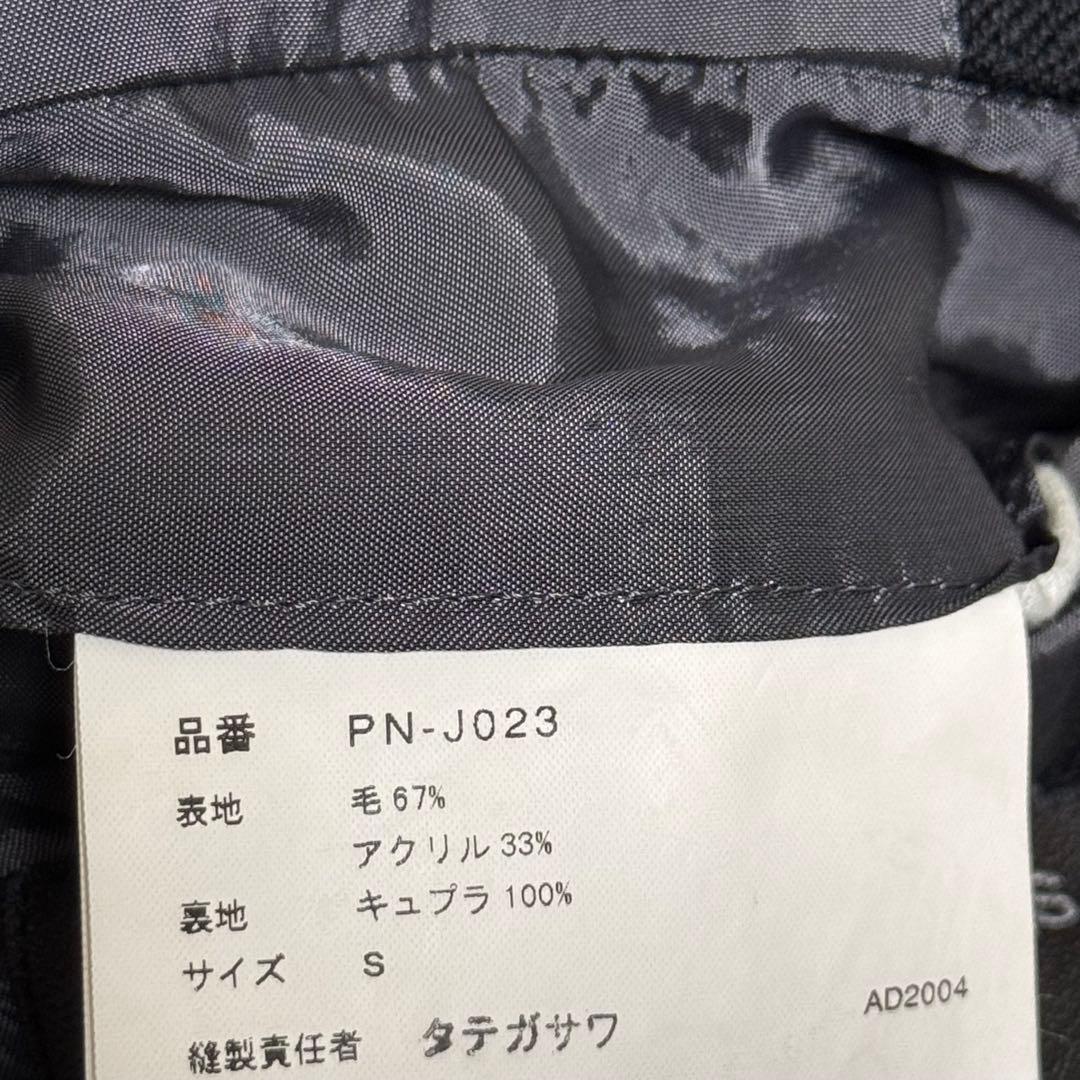 品番 PN-J023
表地 毛 67%
アクリル 33%
裏地 キュプラ 100%
サイズ S
AD2004
縫製責任者 タテガサワ